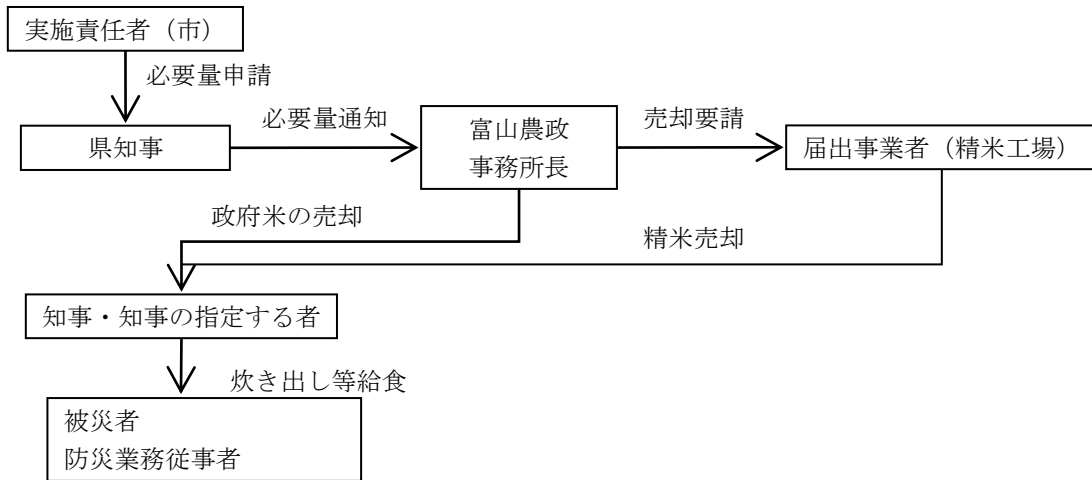 実施責任者（市）
必要量申請
県知事
必要量通知
富山農政
事務所長
売却要請
届出事業者（精米工場）
政府米の売却
精米売却
知事・知事の指定する者
炊き出し等給食
被災者
防災業務従事者